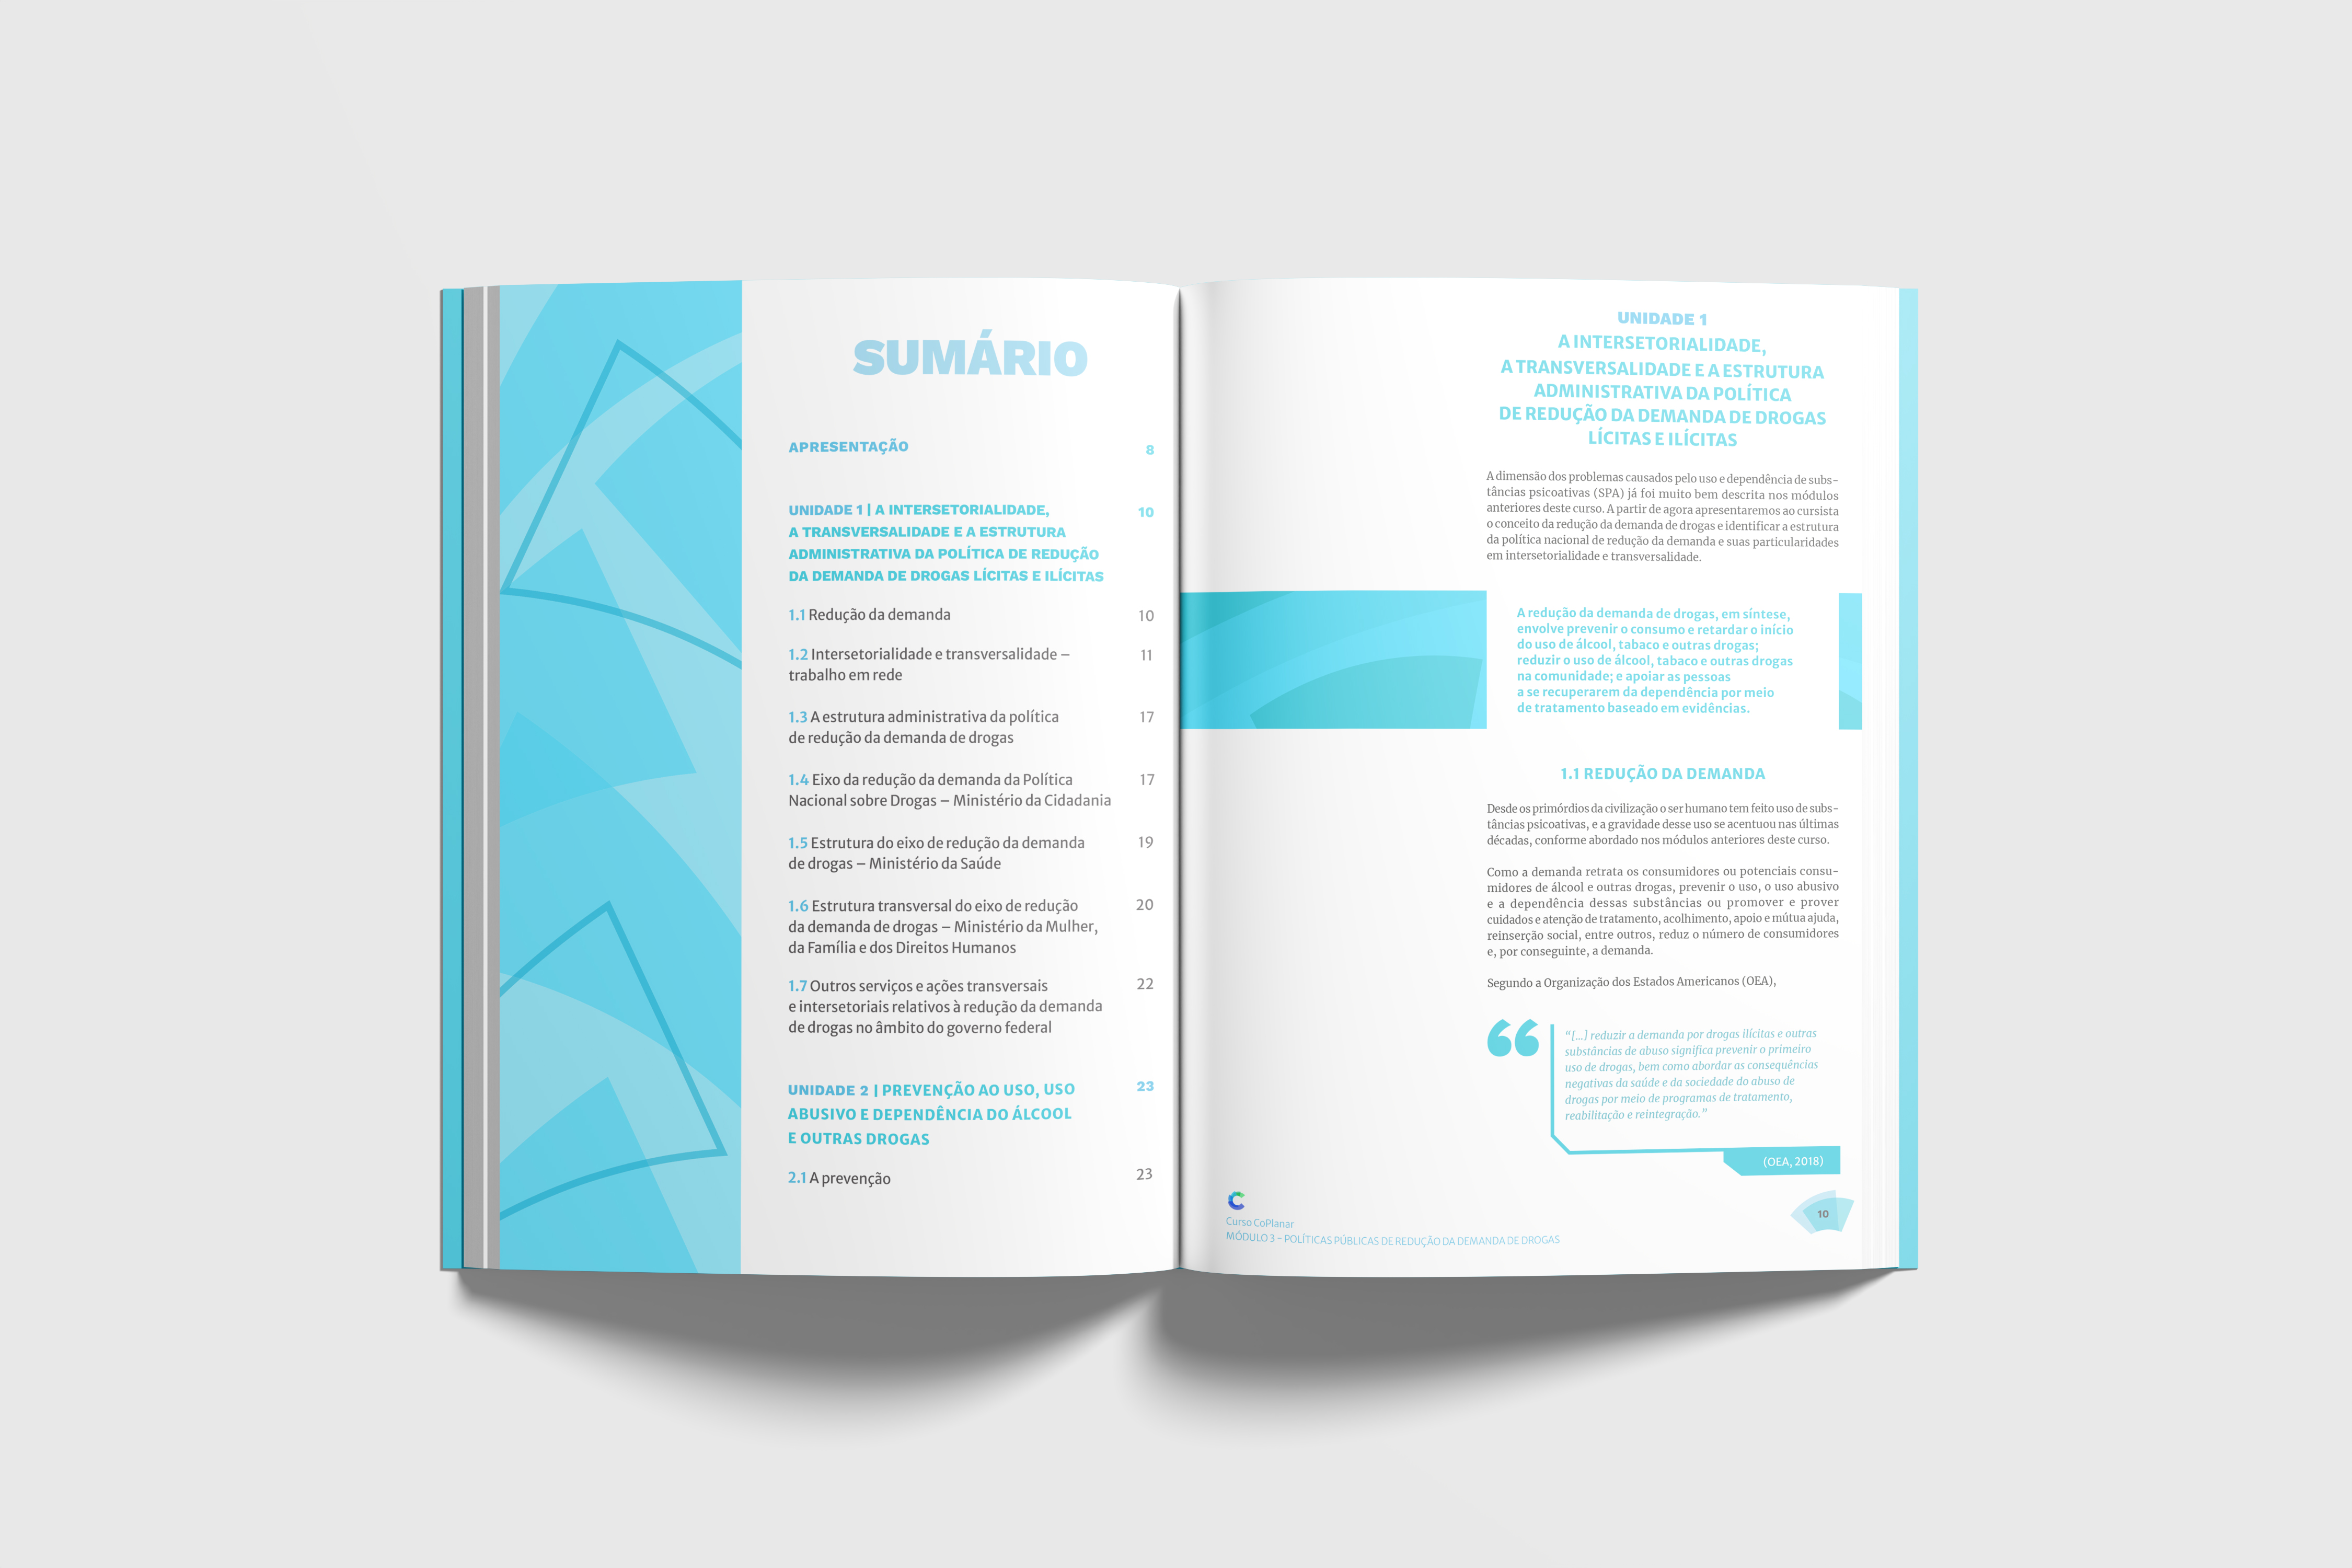 SUMÁRIO
APRESENTAÇÃO 8
UNIDADE 1 | A INTERSETORIALIDADE, 10
A TRANSVERSALIDADE E A ESTRUTURA
ADMINISTRATIVA DA POLÍTICA DE REDUÇÃO
DA DEMANDA DE DROGAS LÍCITAS E ILÍCITAS
1.1 Redução da demanda 10
1.2 Intersetorialidade e transversalidade – 11
trabalho em rede
1.3 A estrutura administrativa da política 17
de redução da demanda de drogas
1.4 Eixo da redução da demanda da Política 17
Nacional sobre Drogas – Ministério da Cidadania
1.5 Estrutura do eixo de redução da demanda 19
de drogas – Ministério da Saúde
1.6 Estrutura transversal do eixo de redução 20
da demanda de drogas – Ministério da Mulher,
da Família e dos Direitos Humanos
1.7 Outros serviços e ações transversais 22
e intersetoriais relativos à redução da demanda
de drogas no âmbito do governo federal
UNIDADE 2 | PREVENÇÃO AO USO, USO 23
ABUSIVO E DEPENDÊNCIA DO ÁLCOOL
E OUTRAS DROGAS
2.1 A prevenção 23
UNIDADE 1
A INTERSETORIALIDADE,
A TRANSVERSALIDADE E A ESTRUTURA
ADMINISTRATIVA DA POLÍTICA
DE REDUÇÃO DA DEMANDA DE DROGAS
LÍCITAS E ILÍCITAS
A dimensão dos problemas causados pelo uso e dependência de subs-
tâncias psicoativas (SPA) já foi muito bem descrita nos módulos
anteriores deste curso. A partir de agora apresentaremos ao cursista
o conceito da redução da demanda de drogas e identificar a estrutura
da política nacional de redução da demanda e suas particularidades
em intersetorialidade e transversalidade.
A redução da demanda de drogas, em síntese,
envolve prevenir o consumo e retardar o início
do uso de álcool, tabaco e outras drogas;
reduzir o uso de álcool, tabaco e outras drogas
na comunidade; e apoiar as pessoas
a se recuperarem da dependência por meio
de tratamento baseado em evidências.
1.1 REDUÇÃO DA DEMANDA
Desde os primórdios da civilização o ser humano tem feito uso de subs-
tâncias psicoativas, e a gravidade desse uso se acentuou nas últimas
décadas, conforme abordado nos módulos anteriores deste curso.
Como a demanda retrata os consumidores ou potenciais consu-
midores de álcool e outras drogas, prevenir o uso, o uso abusivo
e a dependência dessas substâncias ou promover e prover
cuidados e atenção de tratamento, acolhimento, apoio e mútua ajuda,
reinserção social, entre outros, reduz o número de consumidores
e, por conseguinte, a demanda.
Segundo a Organização dos Estados Americanos (OEA),
“[...] reduzir a demanda por drogas ilícitas e outras
substâncias de abuso significa prevenir o primeiro
uso de drogas, bem como abordar as consequências
negativas da saúde e da sociedade do abuso de
drogas por meio de programas de tratamento,
reabilitação e reintegração.”
(OEA, 2018)
Curso CoPlanar
MÓDULO 3 - POLÍTICAS PÚBLICAS DE REDUÇÃO DA DEMANDA DE DROGAS
10